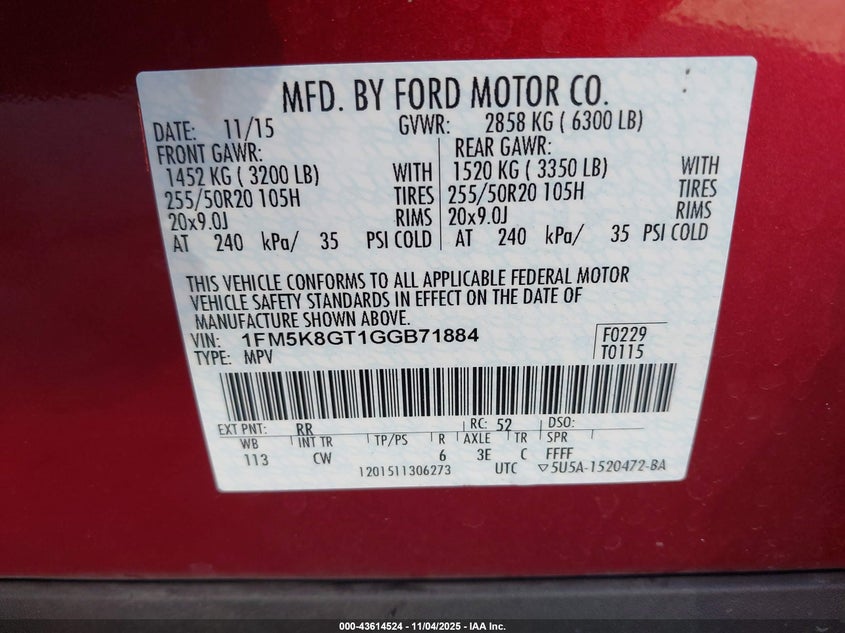 MFD. BY FORD MOTOR CO.
DATE: 11/15 GVWR: 2858 KG ( 6300 LB)
FRONT GAWR: REAR GAWR:
1452 KG ( 3200 LB) WITH 1520 KG ( 3350 LB) WITH
255/50R20 105H TIRES 255/50R20 105H TIRES
20x9.0J RIMS 20x9.0J RIMS
AT 240 kPa/ 35 PSI COLD AT 240 kPa/ 35 PSI COLD
THIS VEHICLE CONFORMS TO ALL APPLICABLE FEDERAL MOTOR
VEHICLE SAFETY STANDARDS IN EFFECT ON THE DATE OF
MANUFACTURE SHOWN ABOVE.
VIN: 1FM5K8GT1GGB71884 F0229
TYPE: MPV T0115
EXT PNT: RR RC: 52 DSO:
WB INT TR TP/PS R AXLE TR SPR
113 CW 6 3E C FFFF
1201511306273 UTC ▽5U5A-1520472-BA
000-43614524 | 11/04/2025 - IAA Inc.